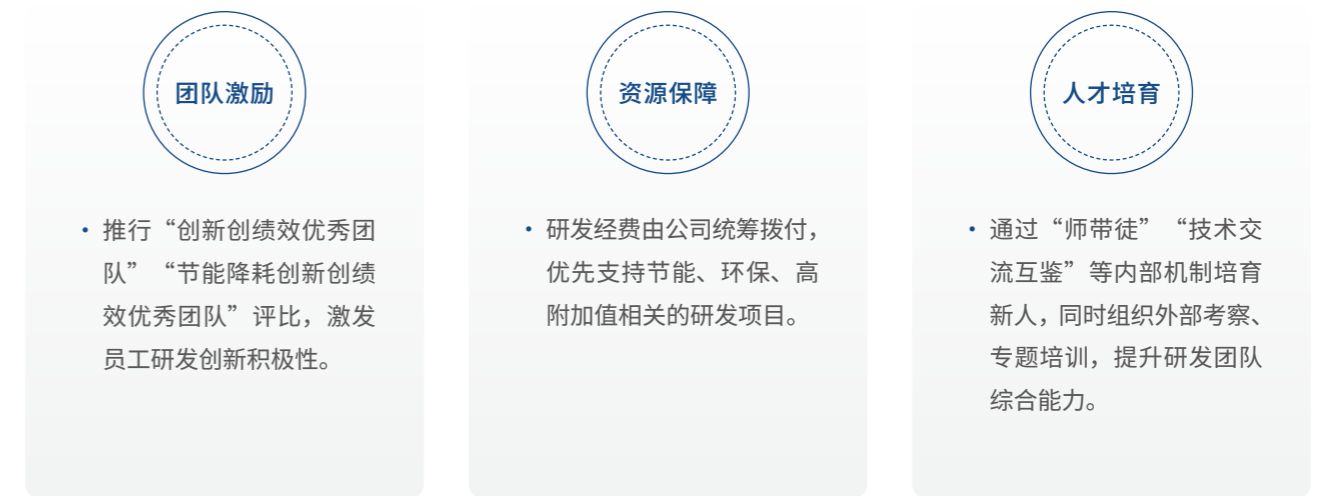 团队激励
• 推行“创新创绩效优秀团
队”“节能降耗创新创绩
效优秀团队”评比，激发
员工研发创新积极性。
资源保障
• 研发经费由公司统筹拨付，
优先支持节能、环保、高
附加值相关的研发项目。
人才培育
• 通过“师带徒”“技术交
流互鉴”等内部机制培育
新人，同时组织外部考察、
专题培训，提升研发团队
综合能力。